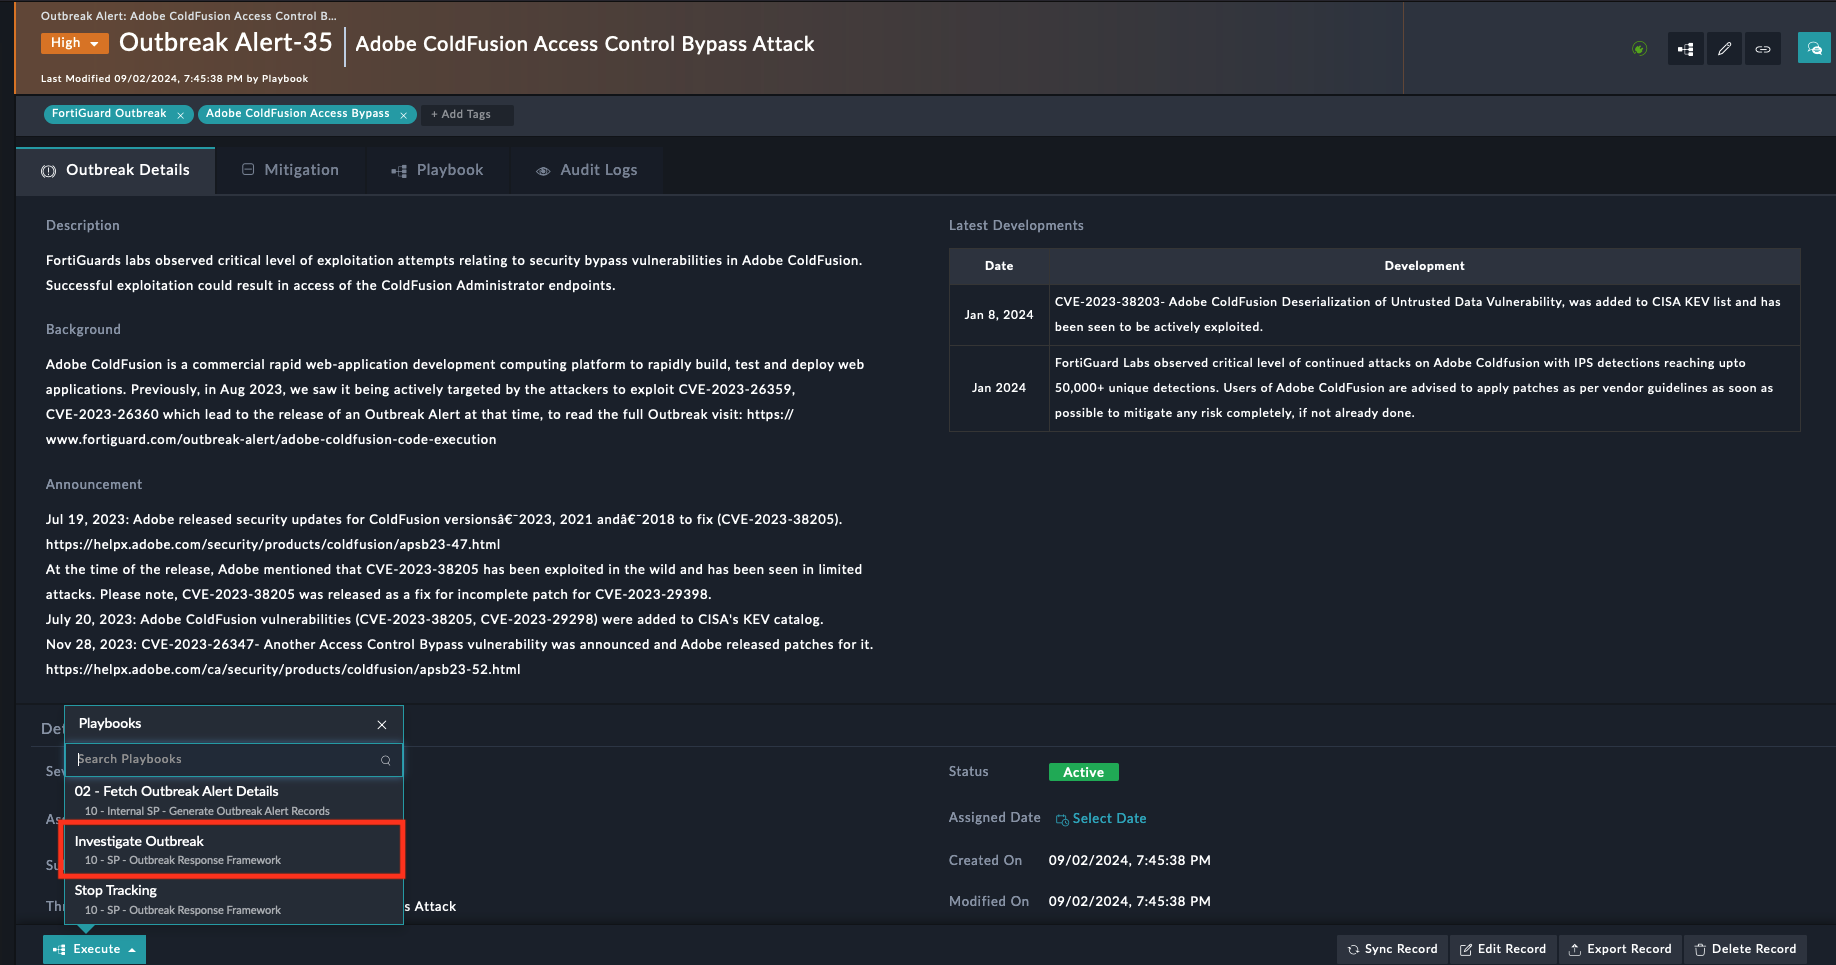 Outbreak Alert: Adobe ColdFusion Access Control B...
High
Outbreak Alert-35
Adobe ColdFusion Access Control Bypass Attack
Last Modified 09/02/2024, 7:45:38 PM by Playbook
FortiGuard Outbreak ×
Adobe ColdFusion Access Bypass ×
+ Add Tags
Outbreak Details
Mitigation
Playbook
Audit Logs
Description
FortiGuards labs observed critical level of exploitation attempts relating to security bypass vulnerabilities in Adobe ColdFusion.
Successful exploitation could result in access of the ColdFusion Administrator endpoints.
Background
Adobe ColdFusion is a commercial rapid web-application development computing platform to rapidly build, test and deploy web
applications. Previously, in Aug 2023, we saw it being actively targeted by the attackers to exploit CVE-2023-26359,
CVE-2023-26360 which lead to the release of an Outbreak Alert at that time, to read the full Outbreak visit: https://
www.fortiguard.com/outbreak-alert/adobe-coldfusion-code-execution
Announcement
Jul 19, 2023: Adobe released security updates for ColdFusion versionsâ€¯2023, 2021 andâ€¯2018 to fix (CVE-2023-38205).
https://helpx.adobe.com/security/products/coldfusion/apsb23-47.html
At the time of the release, Adobe mentioned that CVE-2023-38205 has been exploited in the wild and has been seen in limited
attacks. Please note, CVE-2023-38205 was released as a fix for incomplete patch for CVE-2023-29398.
July 20, 2023: Adobe ColdFusion vulnerabilities (CVE-2023-38205, CVE-2023-29298) were added to CISA's KEV catalog.
Nov 28, 2023: CVE-2023-26347- Another Access Control Bypass vulnerability was announced and Adobe released patches for it.
https://helpx.adobe.com/ca/security/products/coldfusion/apsb23-52.html
Latest Developments
Date
Development
Jan 8, 2024
CVE-2023-38203- Adobe ColdFusion Deserialization of Untrusted Data Vulnerability, was added to CISA KEV list and has
been seen to be actively exploited.
Jan 2024
FortiGuard Labs observed critical level of continued attacks on Adobe Coldfusion with IPS detections reaching upto
50,000+ unique detections. Users of Adobe ColdFusion are advised to apply patches as per vendor guidelines as soon as
possible to mitigate any risk completely, if not already done.
Playbooks ×
Search Playbooks
02 - Fetch Outbreak Alert Details
10 - Internal SP - Generate Outbreak Alert Records
Investigate Outbreak
10 - SP - Outbreak Response Framework
Stop Tracking
10 - SP - Outbreak Response Framework
s Attack
Status
Active
Assigned Date
Select Date
Created On
09/02/2024, 7:45:38 PM
Modified On
09/02/2024, 7:45:38 PM
Execute
Sync Record
Edit Record
Export Record
Delete Record